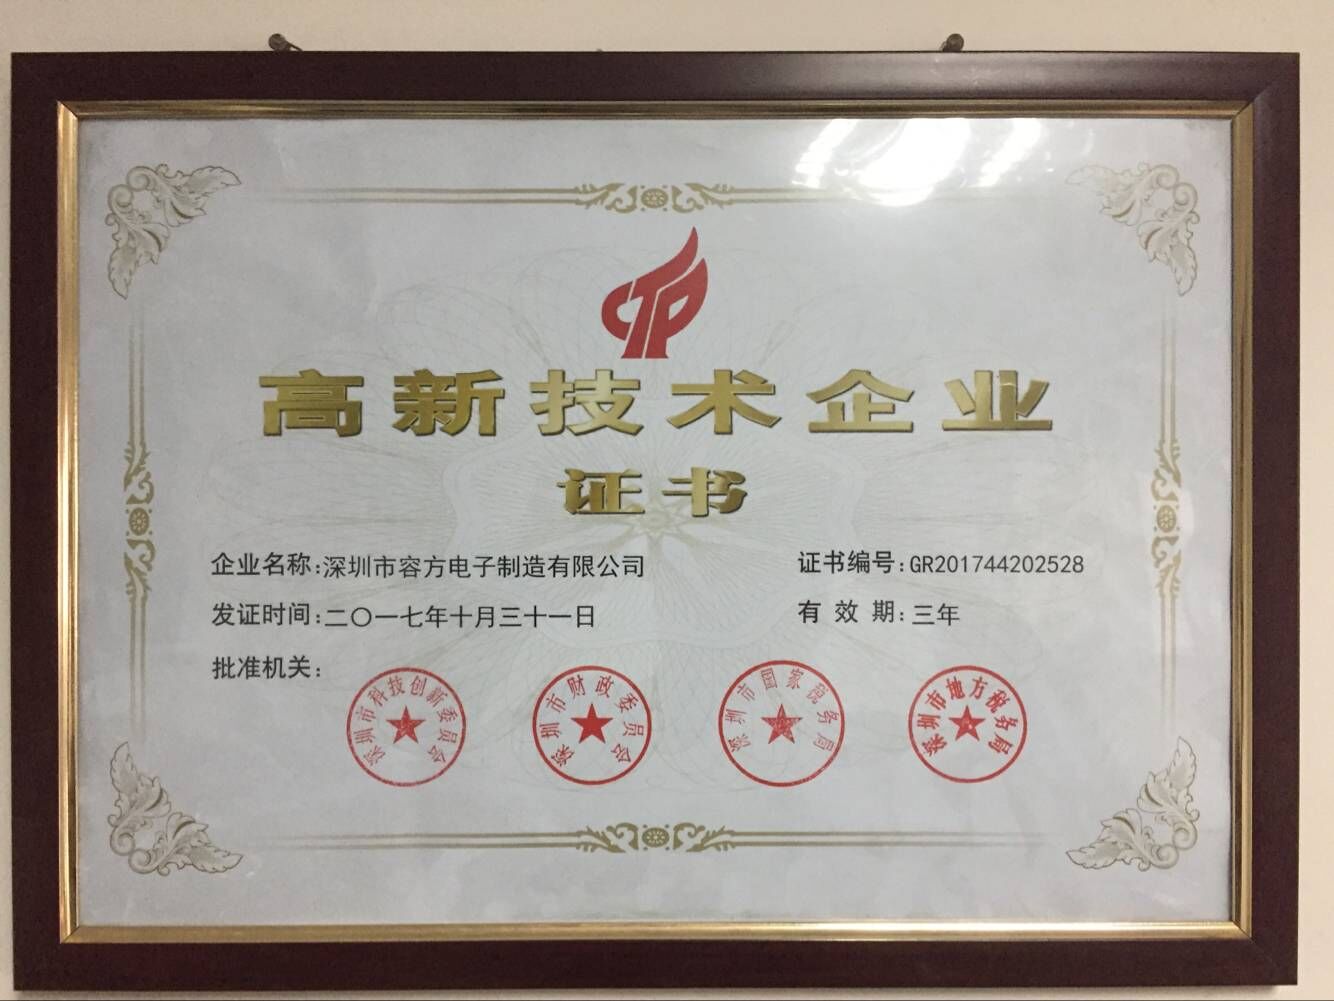 CTP
高新技术企业
证书
企业名称:深圳市容方电子制造有限公司
证书编号:GR201744202528
发证时间:二〇一七年十月三十一日
有效期:三年
批准机关:
深圳市科技创新委员会
深圳市财政委员会
深圳市国家税务局
深圳市地方税务局